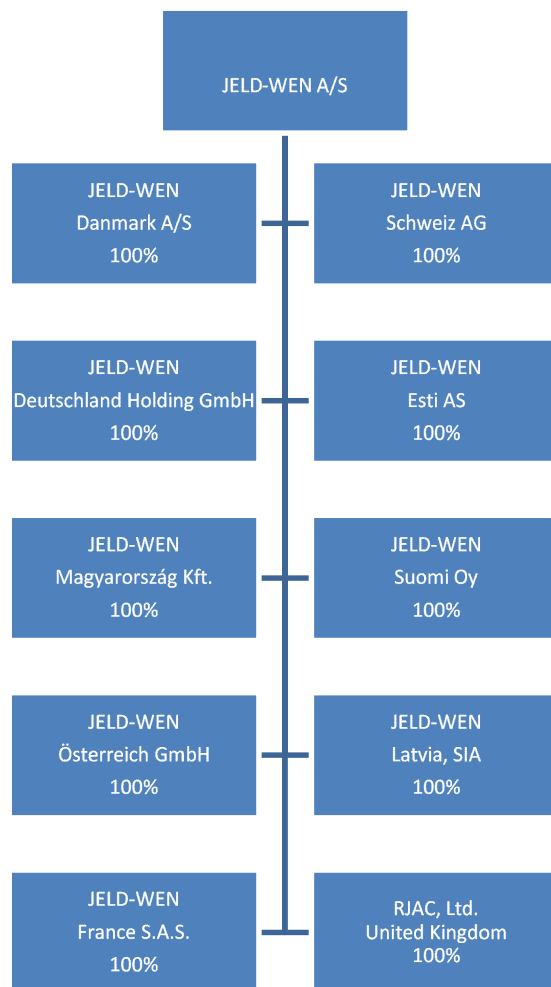 JELD-WEN A/S
JELD-WEN
Danmark A/S
100%
JELD-WEN
Schweiz AG
100%
JELD-WEN
Deutschland Holding GmbH
100%
JELD-WEN
Esti AS
100%
JELD-WEN
Magyarország Kft.
100%
JELD-WEN
Suomi Oy
100%
JELD-WEN
Österreich GmbH
100%
JELD-WEN
Latvia, SIA
100%
JELD-WEN
France S.A.S.
100%
RJAC, Ltd.
United Kingdom
100%